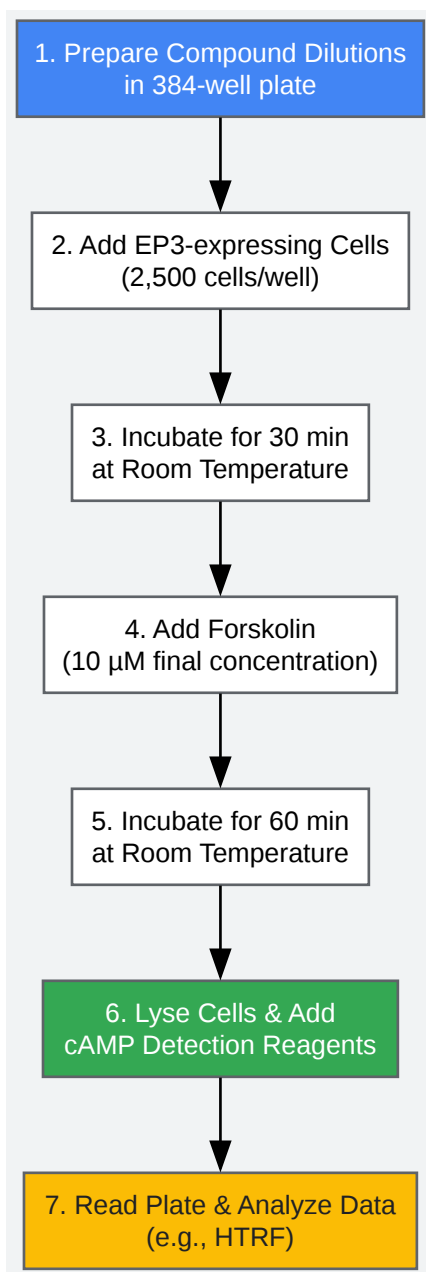 1. Prepare Compound Dilutions
in 384-well plate
2. Add EP3-expressing Cells
(2,500 cells/well)
3. Incubate for 30 min
at Room Temperature
4. Add Forskolin
(10 µM final concentration)
5. Incubate for 60 min
at Room Temperature
6. Lyse Cells & Add
cAMP Detection Reagents
7. Read Plate & Analyze Data
(e.g., HTRF)